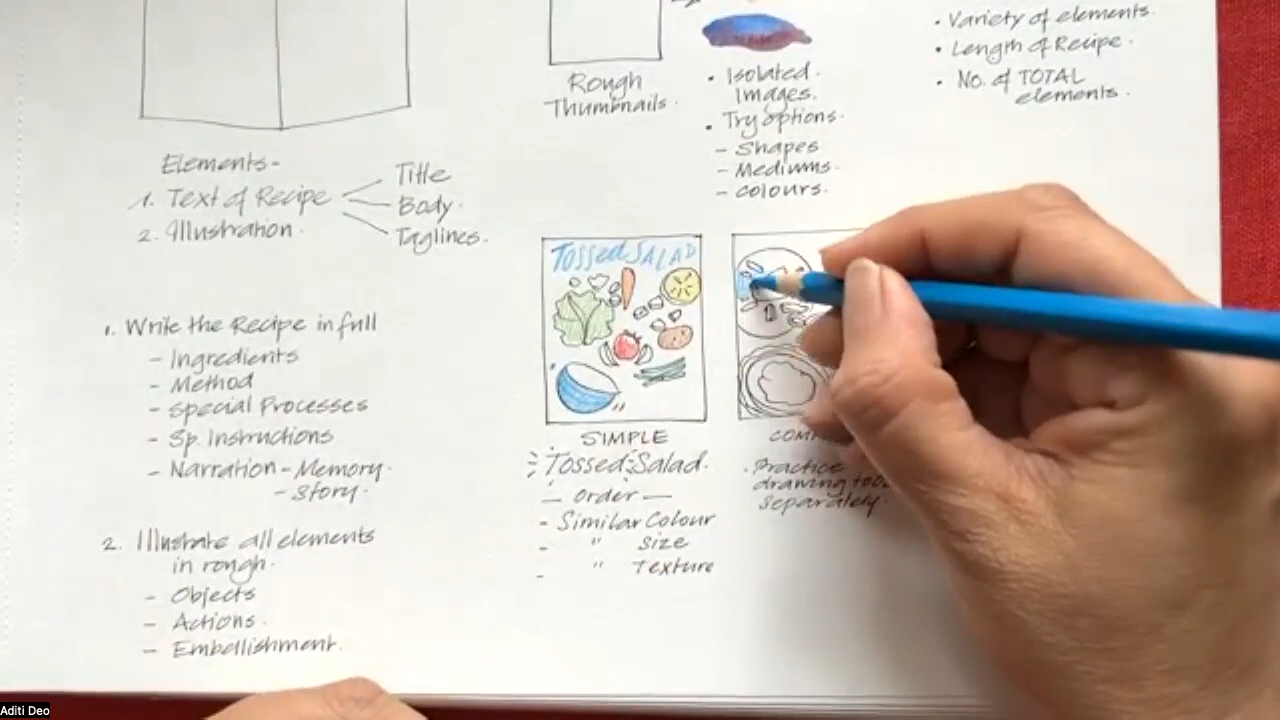 Elements-
1. Text of Recipe
2. Illustration.
Title
Body.
Taglines.
1. Write the Recipe in full
- Ingredients
- Method
- Special Processes
- Sp. Instructions
- Narration - Memory.
- Story.
2. Illustrate all elements
in rough.
- Objects
- Actions.
- Embellishment.
Rough
Thumbnails.
• Isolated.
Images.
• Try options.
- Shapes
- Mediums.
- colours.
• Variety of elements.
• Length of Recipe.
• No. of TOTAL
elements.
Tossed SALAD
SIMPLE
Tossed Salad.
- order -
- Similar Colour
- " Size
- " Texture
• Practice
drawing
separately.
Aditi Deo